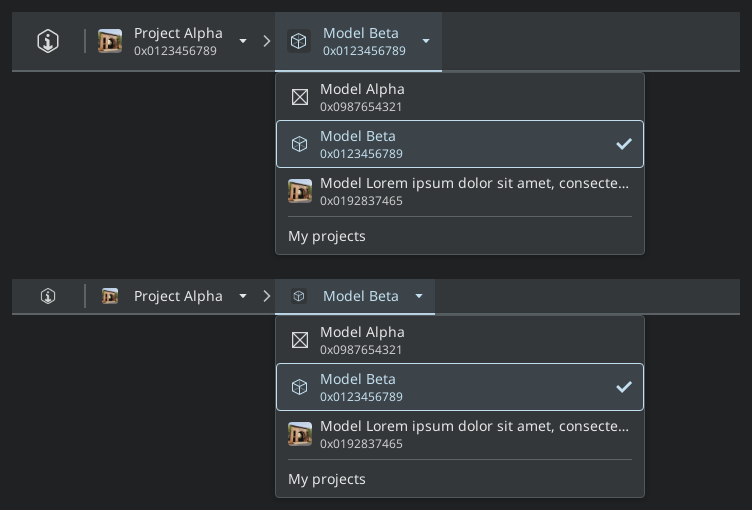 Project Alpha
0x0123456789
Model Beta
0x0123456789
Model Alpha
0x0987654321
Model Beta
0x0123456789
Model Lorem ipsum dolor sit amet, consecte...
0x0192837465
My projects
Project Alpha
Model Beta
Model Alpha
0x0987654321
Model Beta
0x0123456789
Model Lorem ipsum dolor sit amet, consecte...
0x0192837465
My projects